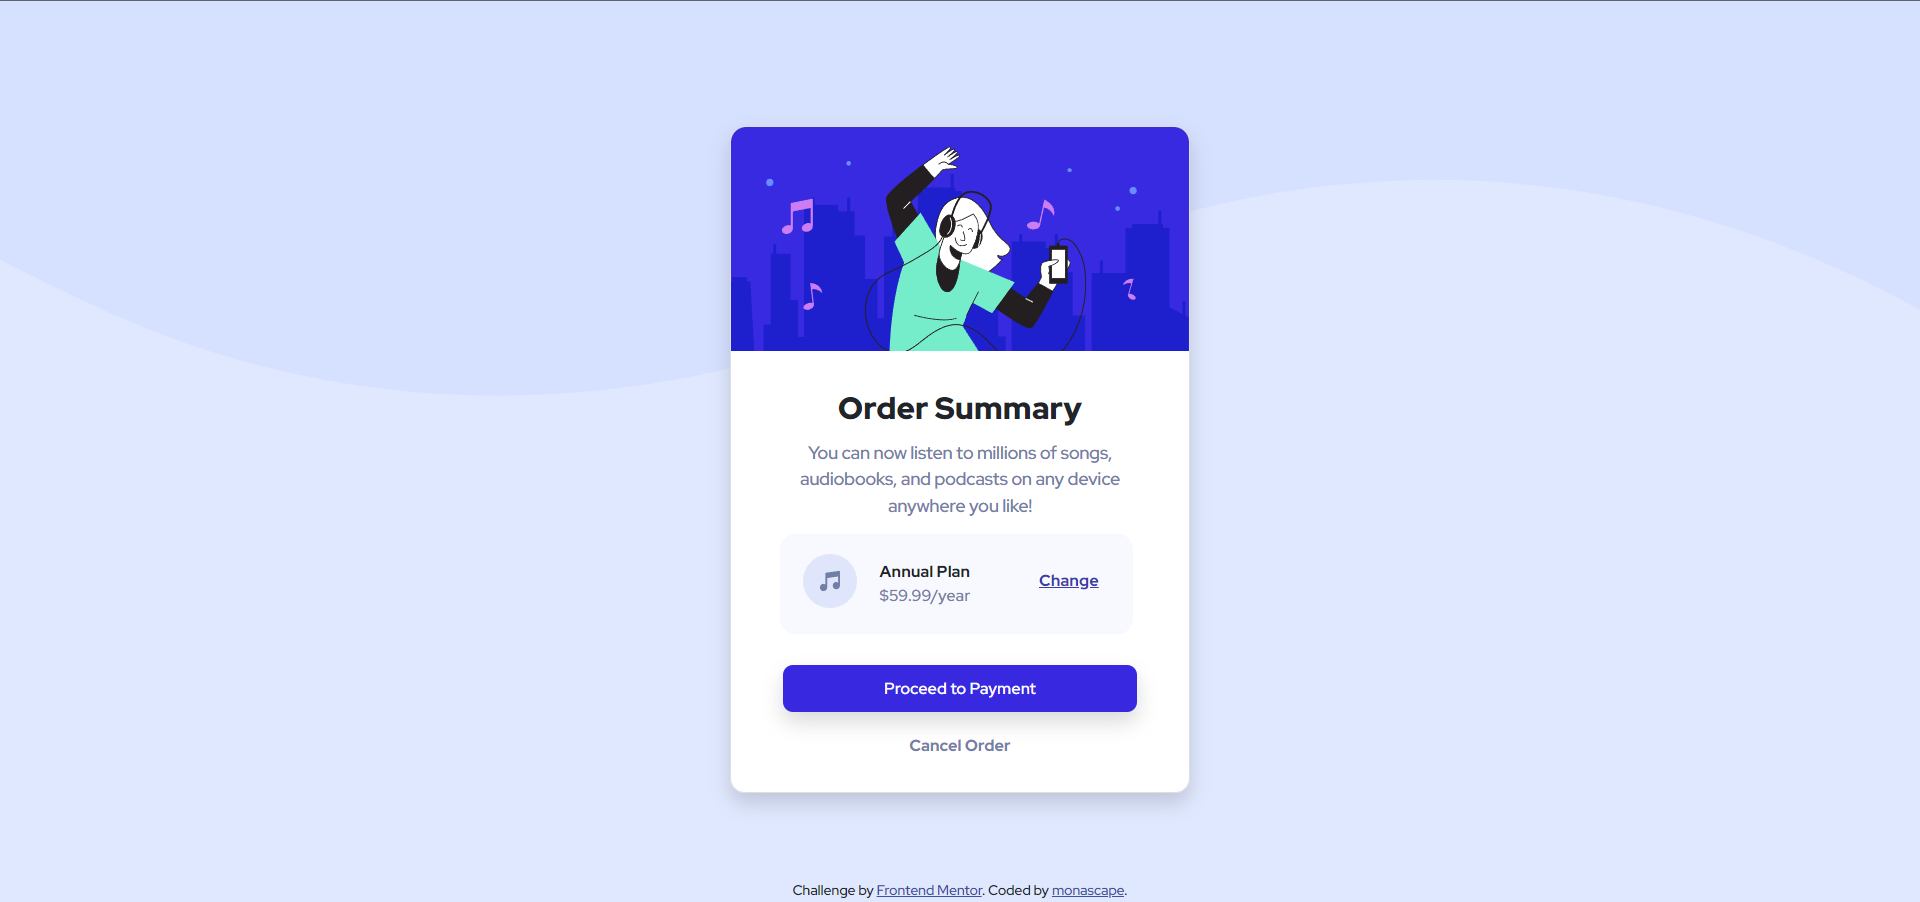 Order Summary
You can now listen to millions of songs,
audiobooks, and podcasts on any device
anywhere you like!
Annual Plan
$59.99/year
Change
Proceed to Payment
Cancel Order
Challenge by Frontend Mentor. Coded by monascape.